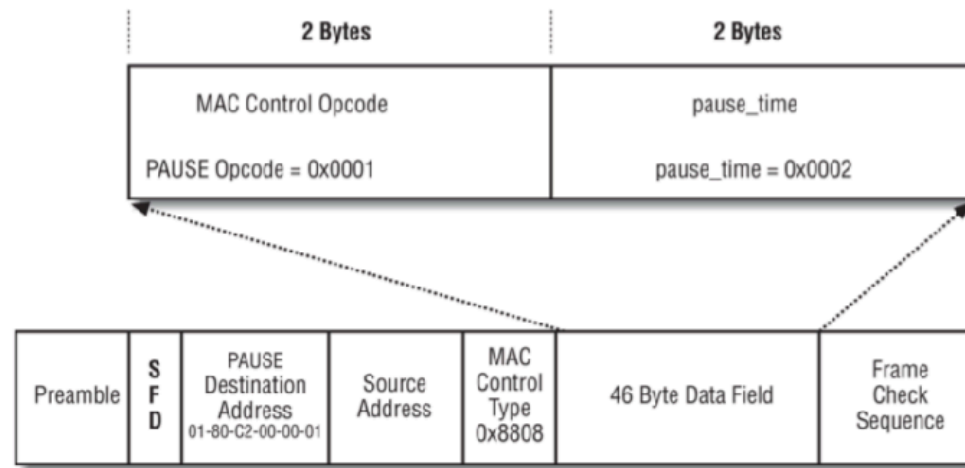 2 Bytes
2 Bytes
MAC Control Opcode
pause_time
PAUSE Opcode = 0x0001
pause_time = 0x0002
Preamble
S
F
D
PAUSE
Destination
Address
01-80-C2-00-00-01
Source
Address
MAC
Control
Type
0x8808
46 Byte Data Field
Frame
Check
Sequence